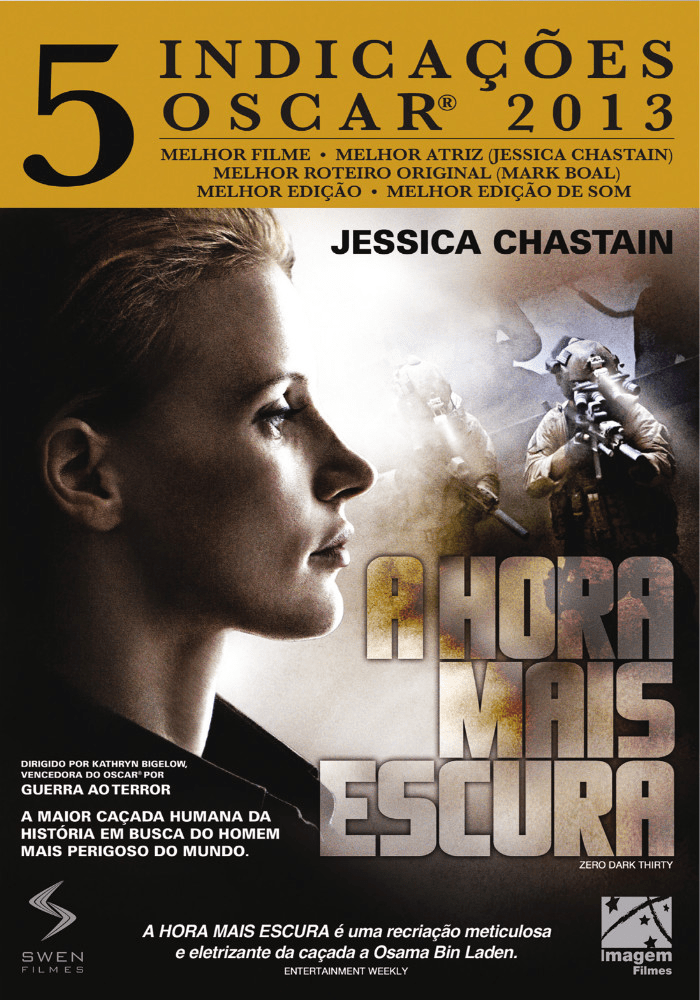 5
INDICAÇÕES
OSCAR® 2013
MELHOR FILME • MELHOR ATRIZ (JESSICA CHASTAIN)
MELHOR ROTEIRO ORIGINAL (MARK BOAL)
MELHOR EDIÇÃO • MELHOR EDIÇÃO DE SOM
JESSICA CHASTAIN
A HORA
MAIS
ESCURA
ZERO DARK THIRTY
DIRIGIDO POR KATHRYN BIGELOW,
VENCEDORA DO OSCAR® POR
GUERRA AO TERROR
A MAIOR CAÇADA HUMANA DA
HISTÓRIA EM BUSCA DO HOMEM
MAIS PERIGOSO DO MUNDO.
SWEN
FILMES
A HORA MAIS ESCURA é uma recriação meticulosa
e eletrizante da caçada a Osama Bin Laden.
ENTERTAINMENT WEEKLY
Imagem
Filmes